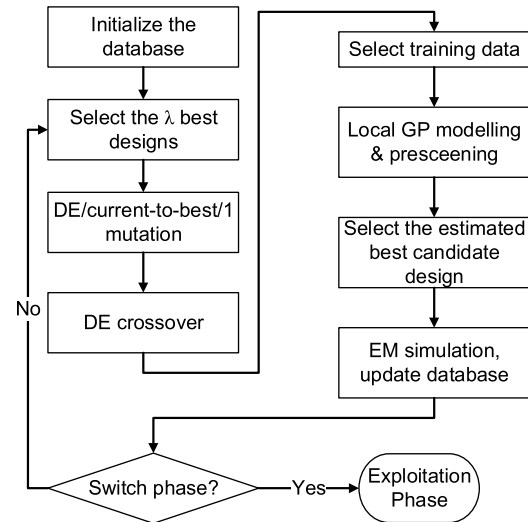 Initialize the
database
Select the λ best
designs
DE/current-to-best/1
mutation
DE crossover
Select training data
Local GP modelling
& presceening
Select the estimated
best candidate
design
EM simulation,
update database
No
Switch phase?
Yes
Exploitation
Phase